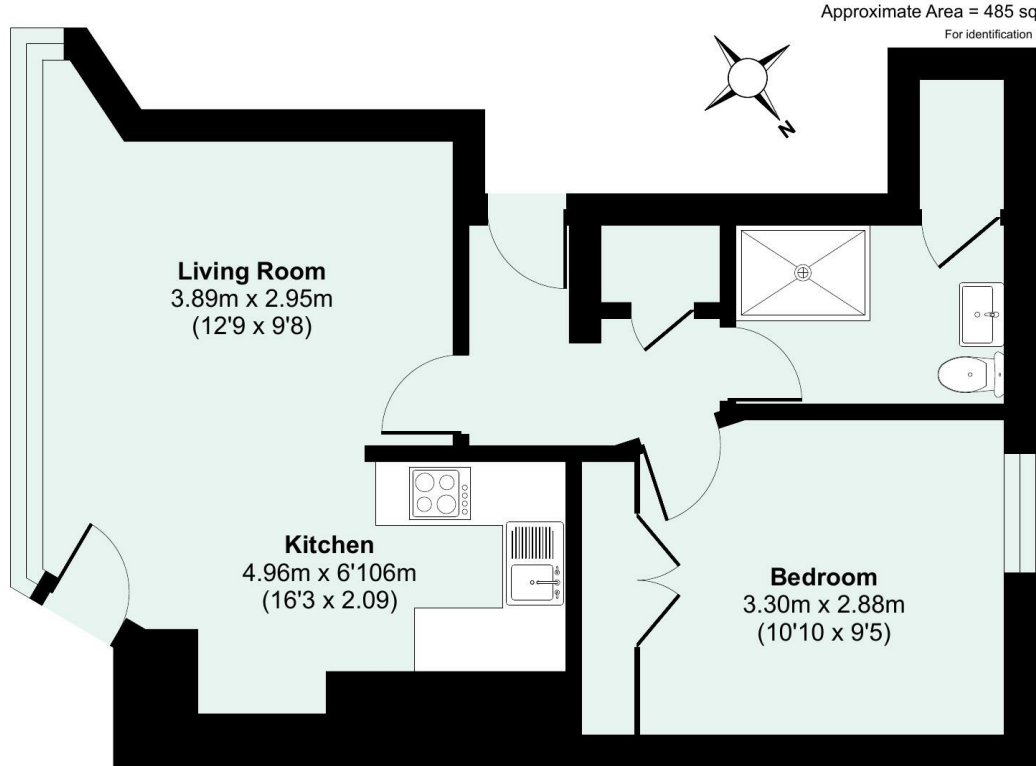 Approximate Area = 485 sq
For identification
N
Living Room
3.89m x 2.95m
(12'9 x 9'8)
Kitchen
4.96m x 6'106m
(16'3 x 2.09)
Bedroom
3.30m x 2.88m
(10'10 x 9'5)